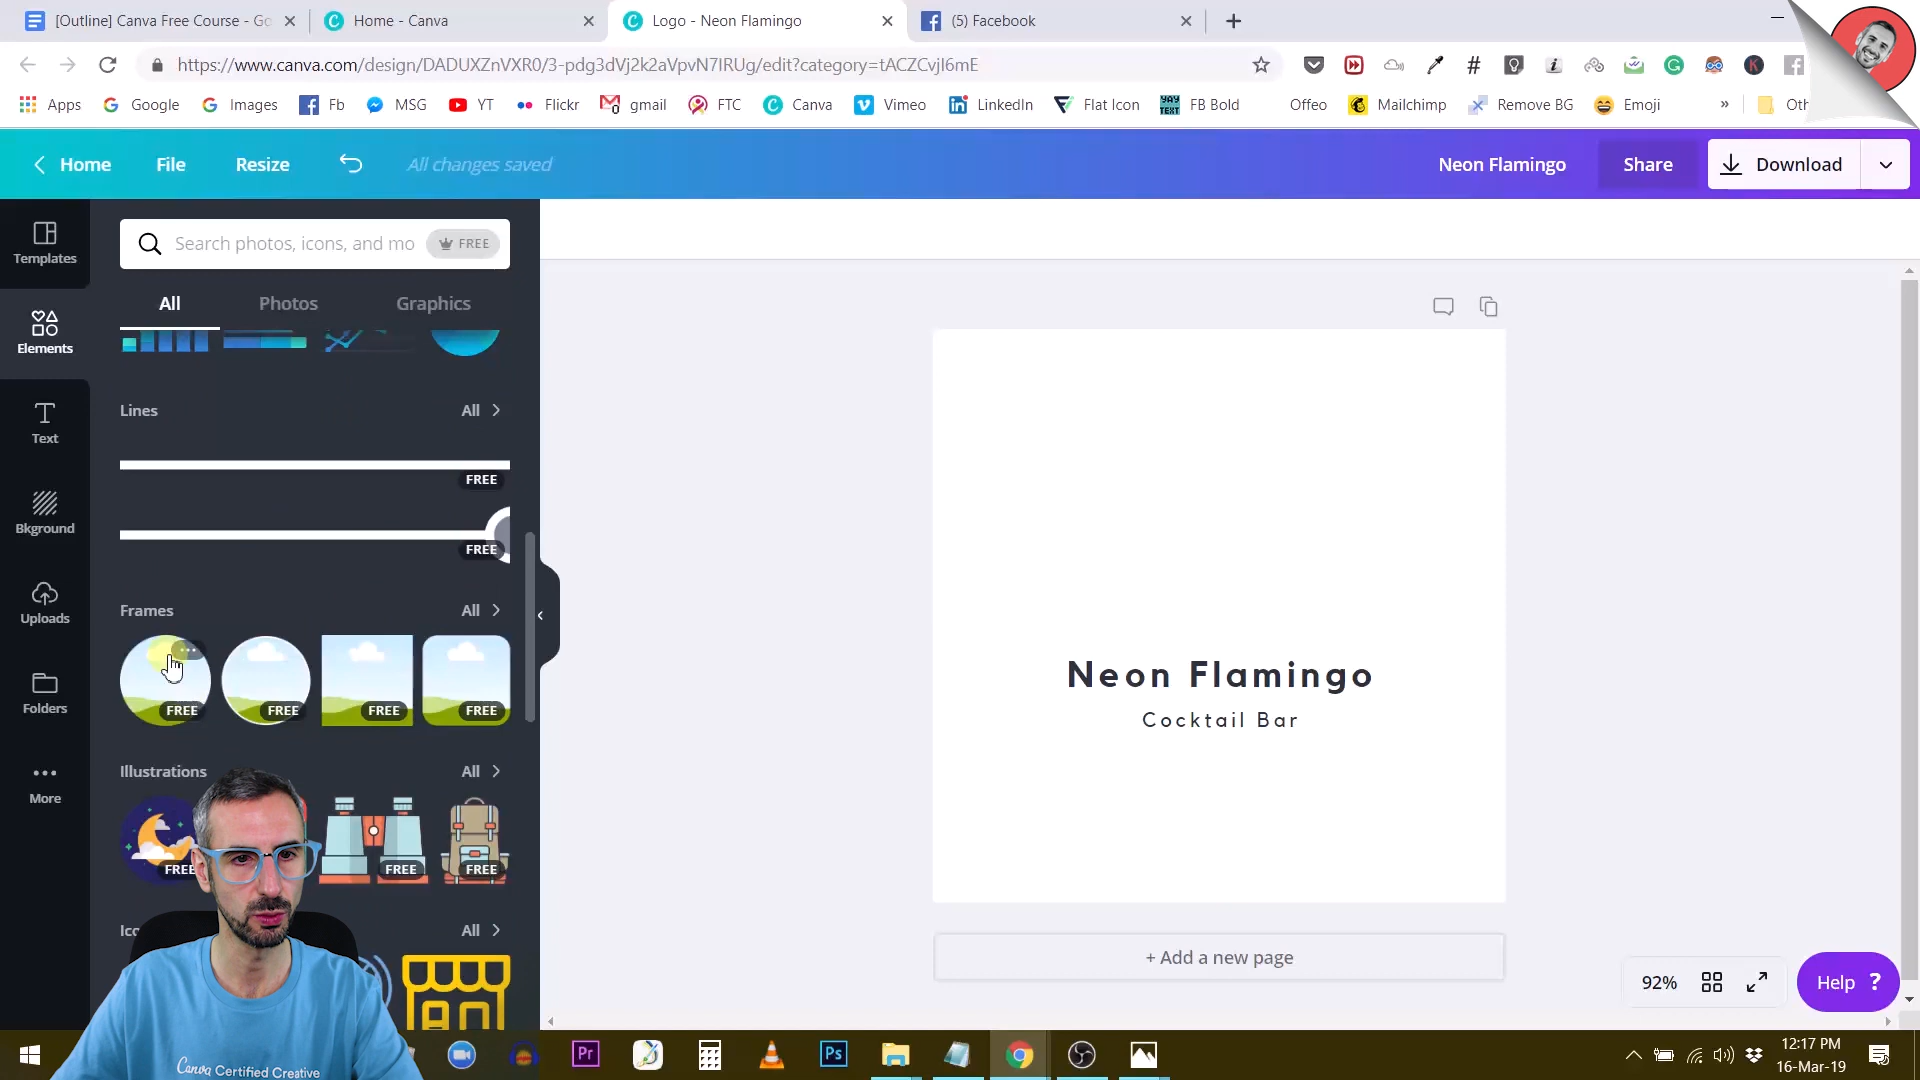 [Outline] Canva Free Course - Go
Home - Canva
Logo - Neon Flamingo
(5) Facebook
https://www.canva.com/design/DADUXZnVXR0/3-pdg3dVj2k2aVpvN7IRUg/edit?category=tACZCvjI6mE
Apps Google Images Fb MSG YT Flickr gmail FTC Canva Vimeo LinkedIn Flat Icon FB Bold Offeo Mailchimp Remove BG Emoji » Oth
Home File Resize All changes saved Neon Flamingo Share Download
Templates
Elements
Text
Bkground
Uploads
Folders
More
Search photos, icons, and mo FREE
All Photos Graphics
Lines All
FREE
FREE
Frames All
FREE FREE FREE FREE
Illustrations All
FREE FREE FREE
Ico All
Neon Flamingo
Cocktail Bar
+ Add a new page
92%
Help ?
Canva Certified Creative
Pr
Ps
12:17 PM
16-Mar-19